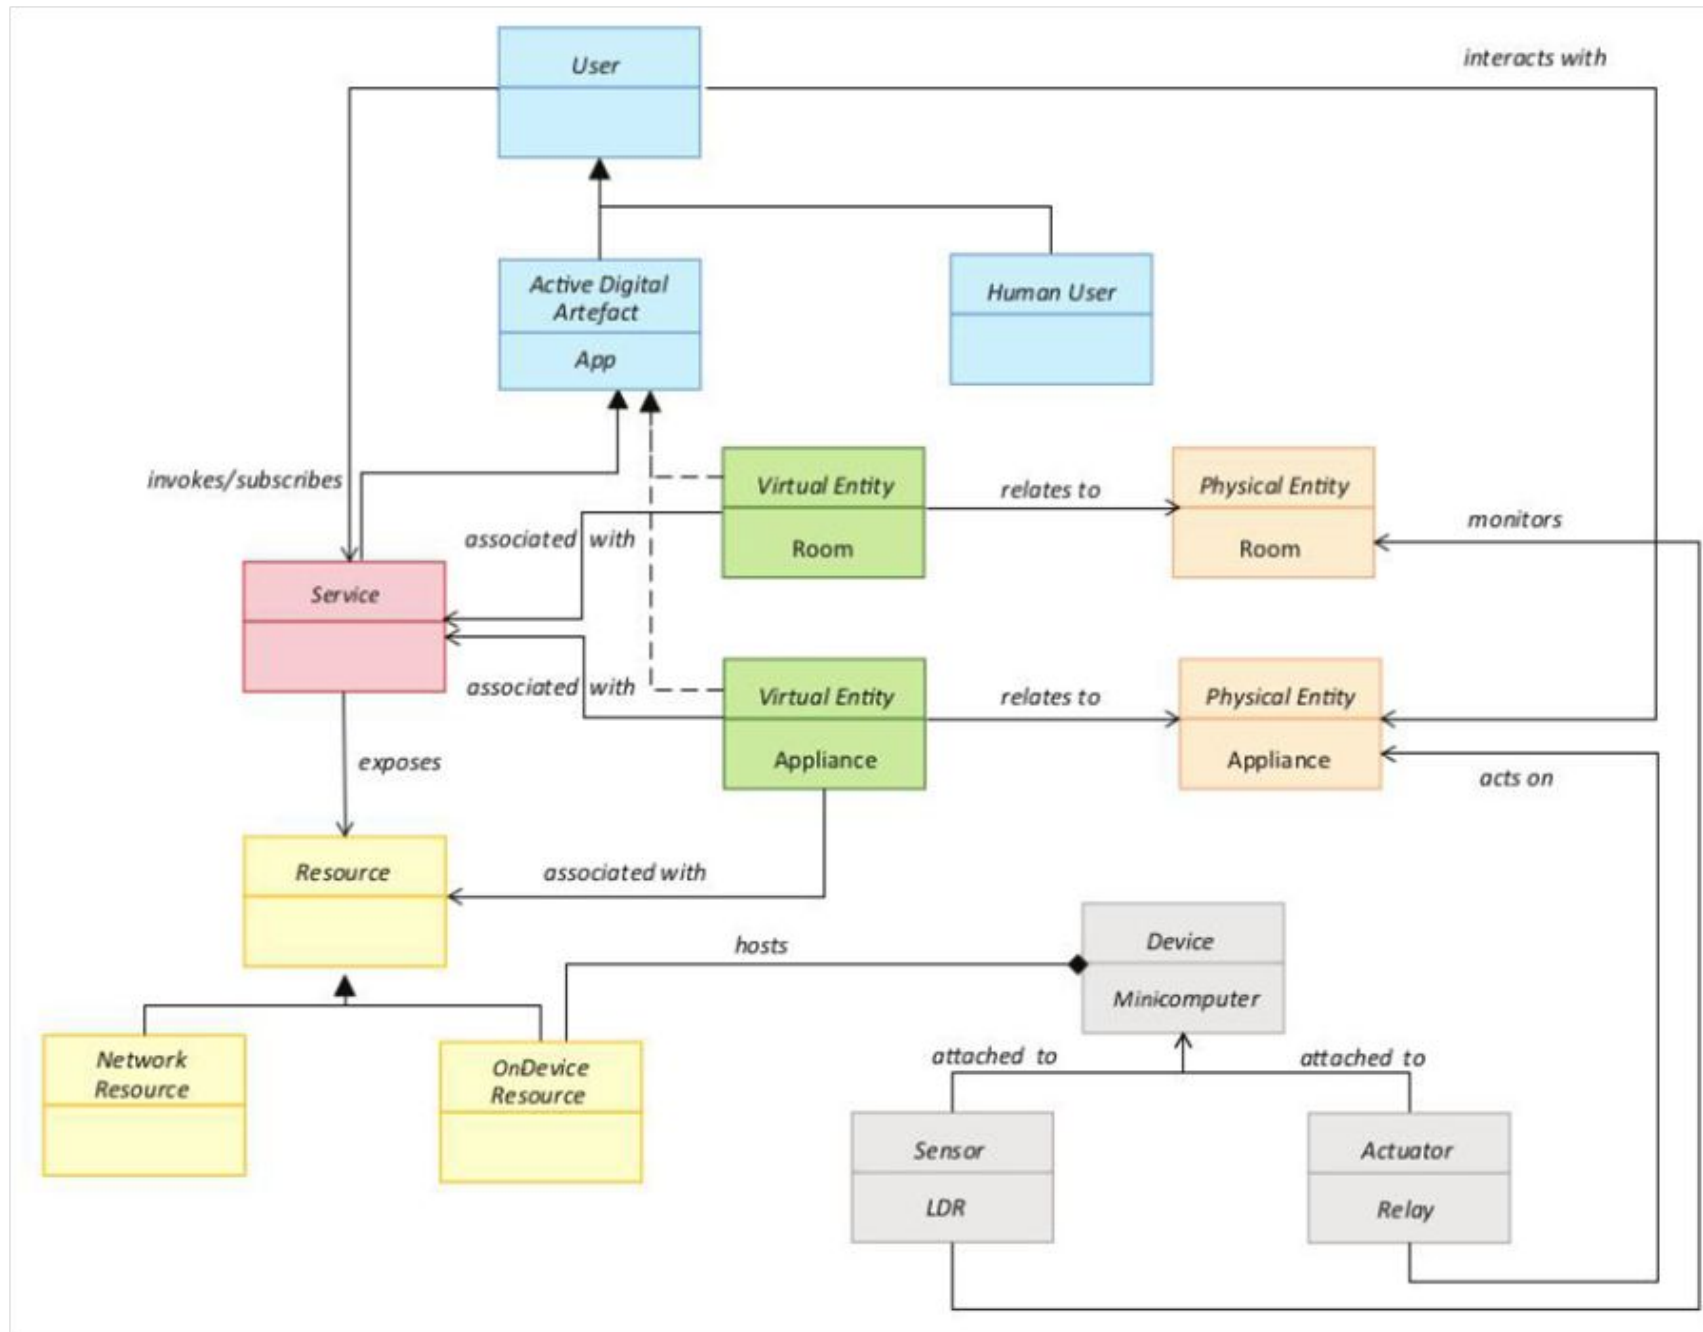 User
interacts with
Active Digital
Artefact
App
Human User
invokes/subscribes
associated with
Virtual Entity
Room
relates to
Physical Entity
Room
monitors
Service
associated with
Virtual Entity
Appliance
relates to
Physical Entity
Appliance
acts on
exposes
Resource
associated with
hosts
Device
Minicomputer
Network
Resource
OnDevice
Resource
attached to
attached to
Sensor
LDR
Actuator
Relay